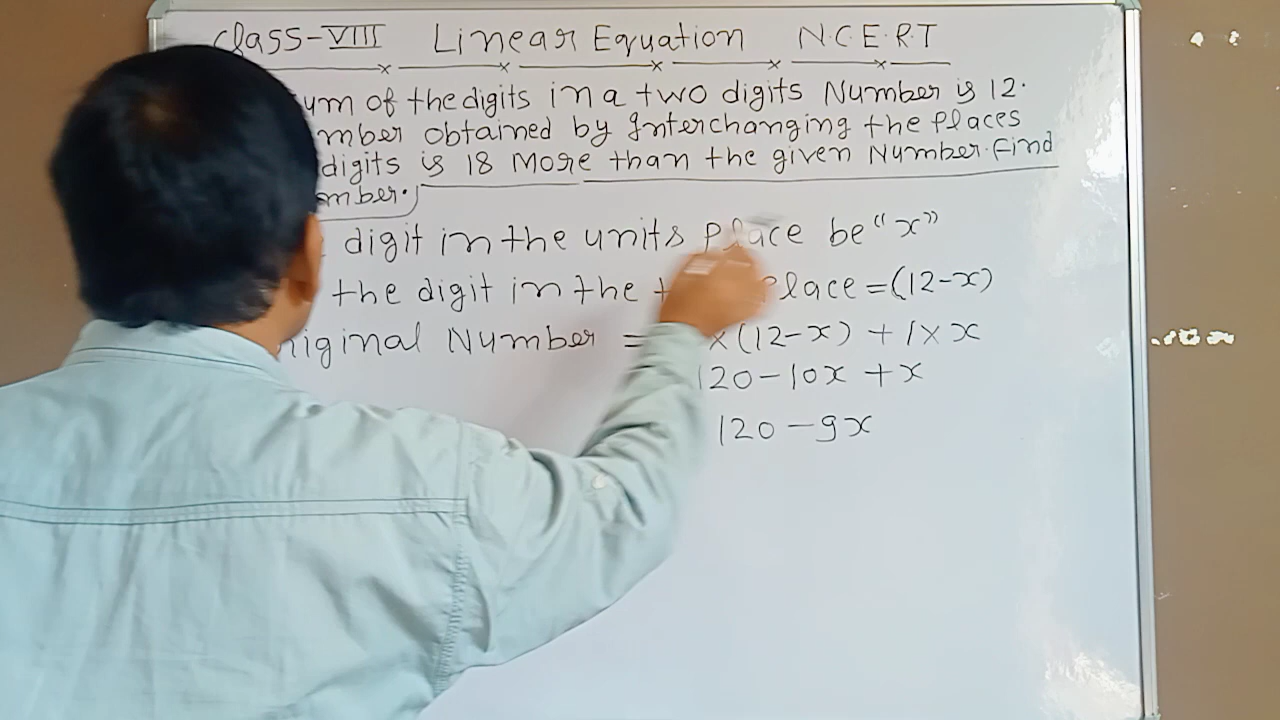 Class-VIII Linear Equation N.C.E.R.T
um of the digits in a two digits Number is 12.
mber obtained by Interchanging the Places
digits is 18 More than the given Number. Find
mber.
digit in the units Place be "x"
the digit in the t lace = (12-x)
iginal Number = x (12-x) + 1 x x
120-10x + x
120 - 9x